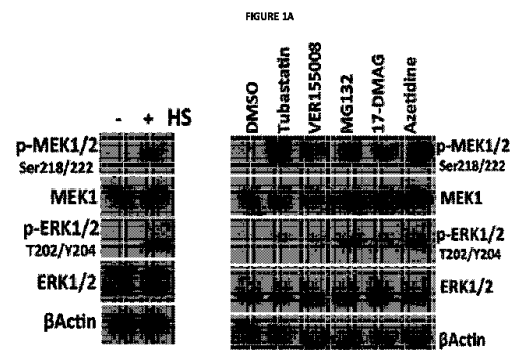 FIGURE 1A
- + HS
p-MEK1/2
Ser218/222
MEK1
p-ERK1/2
T202/Y204
ERK1/2
βActin
DMSO
Tubastatin
VER155008
MG132
17-DMAG
Azetidine
p-MEK1/2
Ser218/222
MEK1
p-ERK1/2
T202/Y204
ERK1/2
βActin